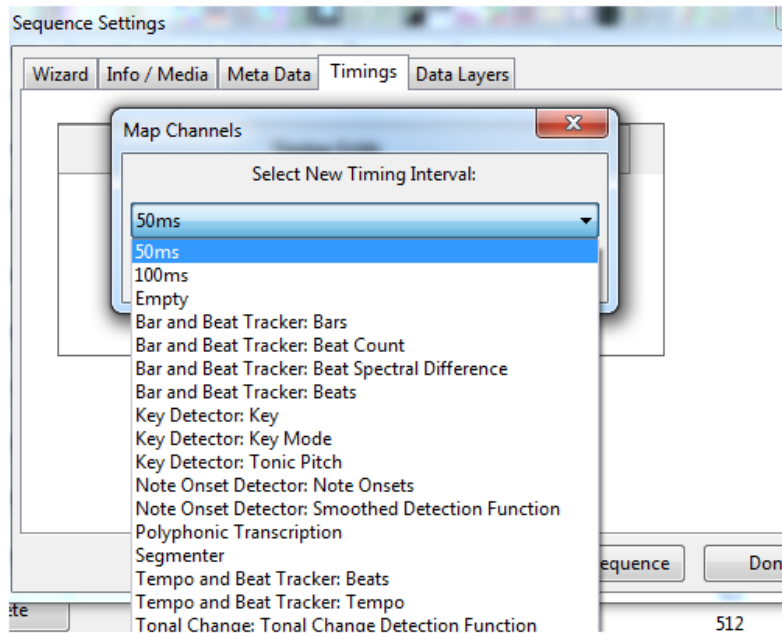 Sequence Settings
Wizard Info / Media Meta Data Timings Data Layers
Map Channels
Select New Timing Interval:
50ms
50ms
100ms
Empty
Bar and Beat Tracker: Bars
Bar and Beat Tracker: Beat Count
Bar and Beat Tracker: Beat Spectral Difference
Bar and Beat Tracker: Beats
Key Detector: Key
Key Detector: Key Mode
Key Detector: Tonic Pitch
Note Onset Detector: Note Onsets
Note Onset Detector: Smoothed Detection Function
Polyphonic Transcription
Segmenter
equence Don
Tempo and Beat Tracker: Beats
Tempo and Beat Tracker: Tempo
ete
Tonal Change: Tonal Change Detection Function
512